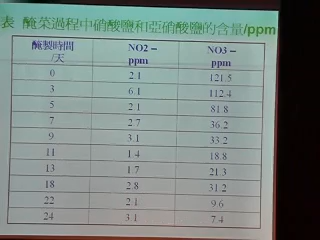 表 醃菜過程中硝酸鹽和亞硝酸鹽的含量/ppm
醃製時間/天 NO2－ ppm NO3－ ppm
0 2.1 121.5
3 6.1 112.4
5 2.1 81.8
7 2.7 36.2
9 3.1 33.2
11 1.4 18.8
13 1.7 21.3
18 2.8 31.2
22 2.1 9.6
24 3.1 7.4